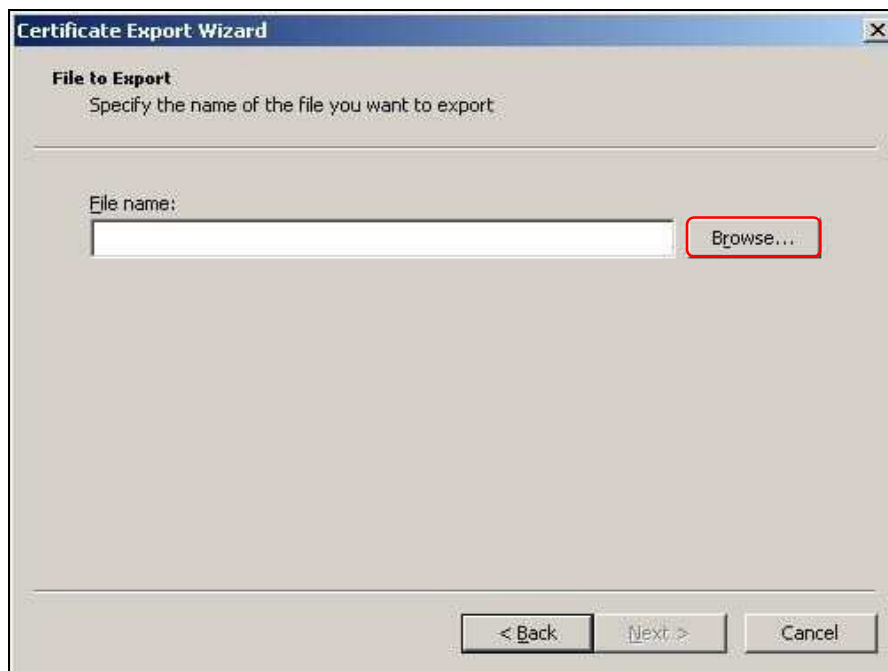 Certificate Export Wizard
File to Export
Specify the name of the file you want to export
File name:
Browse...
< Back
Next >
Cancel